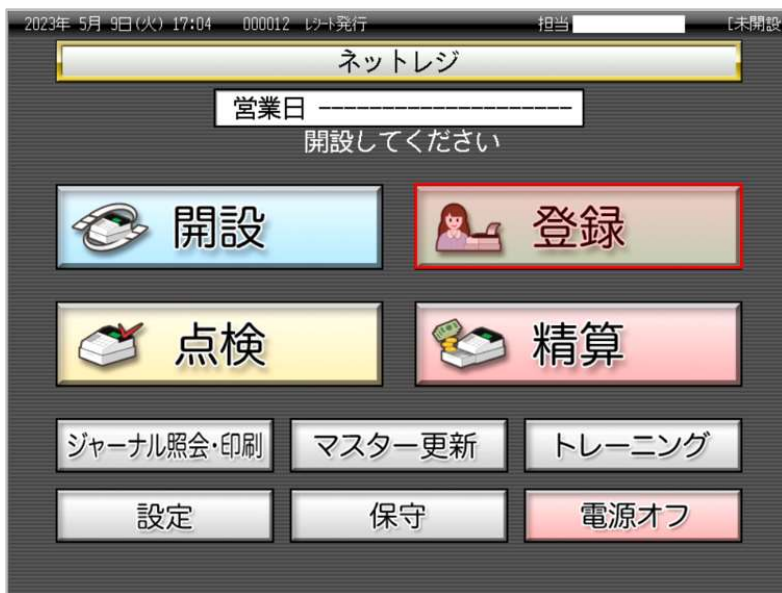 2023年 5月 9日(火) 17:04 000012 レシート発行 担当 [未開設
ネットレジ
営業日 --------------------
開設してください
開設 登録
点検 精算
ジャーナル照会・印刷 マスター更新 トレーニング
設定 保守 電源オフ